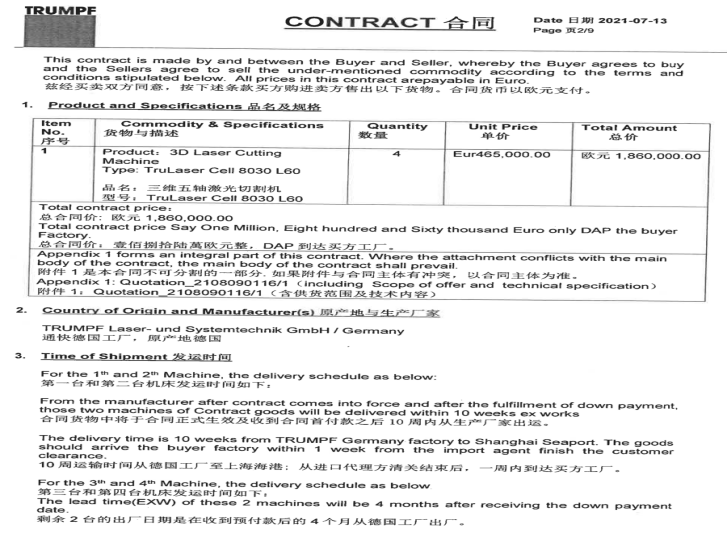 TRUMPF
CONTRACT 合同
Date 日期 2021-07-13
Page 页2/9
This contract is made by and between the Buyer and Seller, whereby the Buyer agrees to buy
and the Sellers agree to sell the under-mentioned commodity according to the terms and
conditions stipulated below. All prices in this contract arepayable in Euro.
兹经买卖双方同意，按下述条款买方购进卖方售出以下货物。合同货币以欧元支付。
1. Product and Specifications 品名及规格
Item Commodity & Specifications Quantity Unit Price Total Amount
No. 货物与描述 数量 单价 总价
序号
1 Product: 3D Laser Cutting 4 Eur465,000.00 欧元 1,860,000.00
Machine
Type: TruLaser Cell 8030 L60
品名：三维五轴激光切割机
型号：TruLaser Cell 8030 L60
Total contract price:
总合同价: 欧元 1,860,000.00
Total contract price Say One Million, Eight hundred and Sixty thousand Euro only DAP the buyer
Factory.
总合同价：壹佰捌拾陆萬欧元整，DAP 到达买方工厂。
Appendix 1 forms an integral part of this contract. Where the attachment conflicts with the main
body of the contract, the main body of the contract shall prevail.
附件 1 是本合同不可分割的一部分. 如果附件与合同主体有冲突，以合同主体为准。
Appendix 1: Quotation_2108090116/1（including Scope of offer and technical specification）
附件 1：Quotation_2108090116/1（含供货范围及技术内容）
2. Country of Origin and Manufacturer(s) 原产地与生产厂家
TRUMPF Laser- und Systemtechnik GmbH / Germany
通快德国工厂，原产地德国
3. Time of Shipment 发运时间
For the 1th and 2th Machine, the delivery schedule as below:
第一台和第二台机床发运时间如下：
From the manufacturer after contract comes into force and after the fulfillment of down payment,
those two machines of Contract goods will be delivered within 10 weeks ex works
合同货物中将于合同正式生效及收到合同首付款之后 10 周内从生产厂家出运。
The delivery time is 10 weeks from TRUMPF Germany factory to Shanghai Seaport. The goods
should arrive the buyer factory within 1 week from the import agent finish the customer
clearance.
10 周运输时间从德国工厂至上海海港；从进口代理方清关结束后，一周内到达买方工厂。
For the 3th and 4th Machine, the delivery schedule as below
第三台和第四台机床发运时间如下：
The lead time(EXW) of these 2 machines will be 4 months after receiving the down payment
date.
剩余 2 台的出厂日期是在收到预付款后的 4 个月从德国工厂出厂。